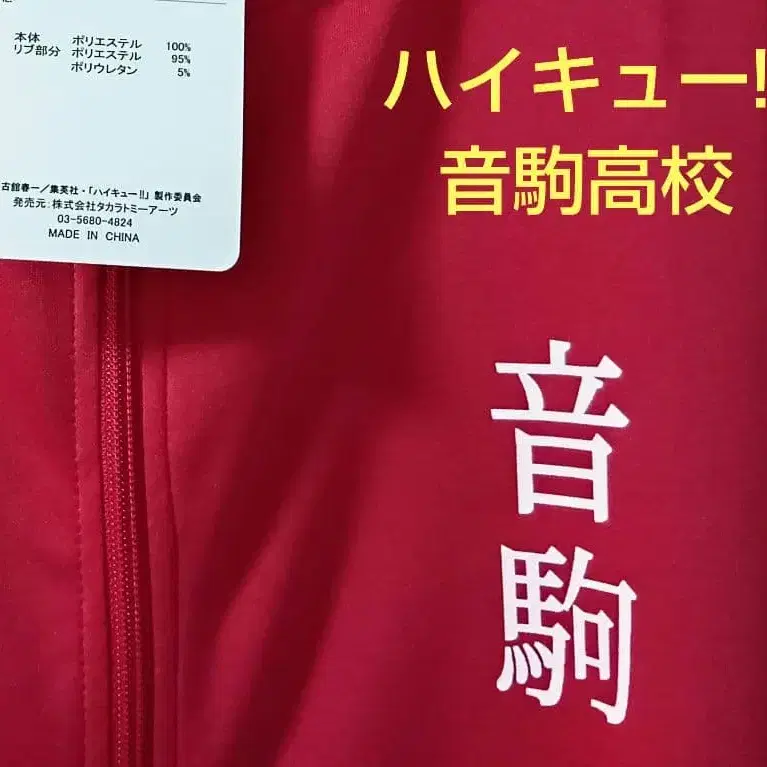 本体 ポリエステル 100%
リブ部分 ポリエステル 95%
ポリウレタン 5%
古舘春一／集英社・「ハイキュー!!」製作委員会
発売元：株式会社タカラトミーアーツ
03-5680-4824
MADE IN CHINA
ハイキュー!!
音駒高校
音駒